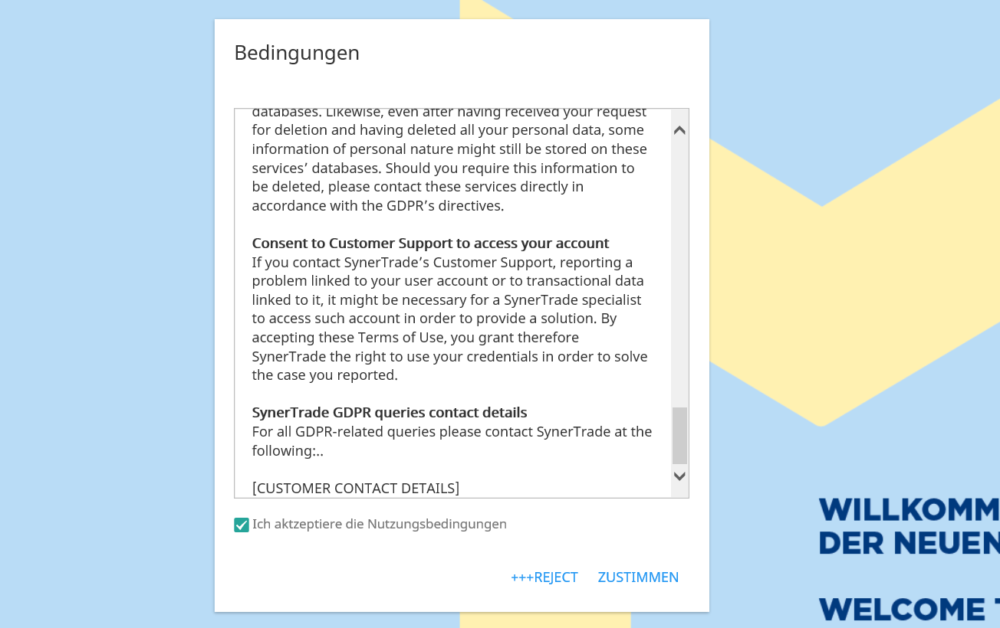 Bedingungen
databases. Likewise, even after having received your request
for deletion and having deleted all your personal data, some
information of personal nature might still be stored on these
services’ databases. Should you require this information to
be deleted, please contact these services directly in
accordance with the GDPR’s directives.
Consent to Customer Support to access your account
If you contact SynerTrade’s Customer Support, reporting a
problem linked to your user account or to transactional data
linked to it, it might be necessary for a SynerTrade specialist
to access such account in order to provide a solution. By
accepting these Terms of Use, you grant therefore
SynerTrade the right to use your credentials in order to solve
the case you reported.
SynerTrade GDPR queries contact details
For all GDPR-related queries please contact SynerTrade at the
following:..
[CUSTOMER CONTACT DETAILS]
Ich aktzeptiere die Nutzungsbedingungen
+++REJECT ZUSTIMMEN
WILLKOMM
DER NEUEN
WELCOME